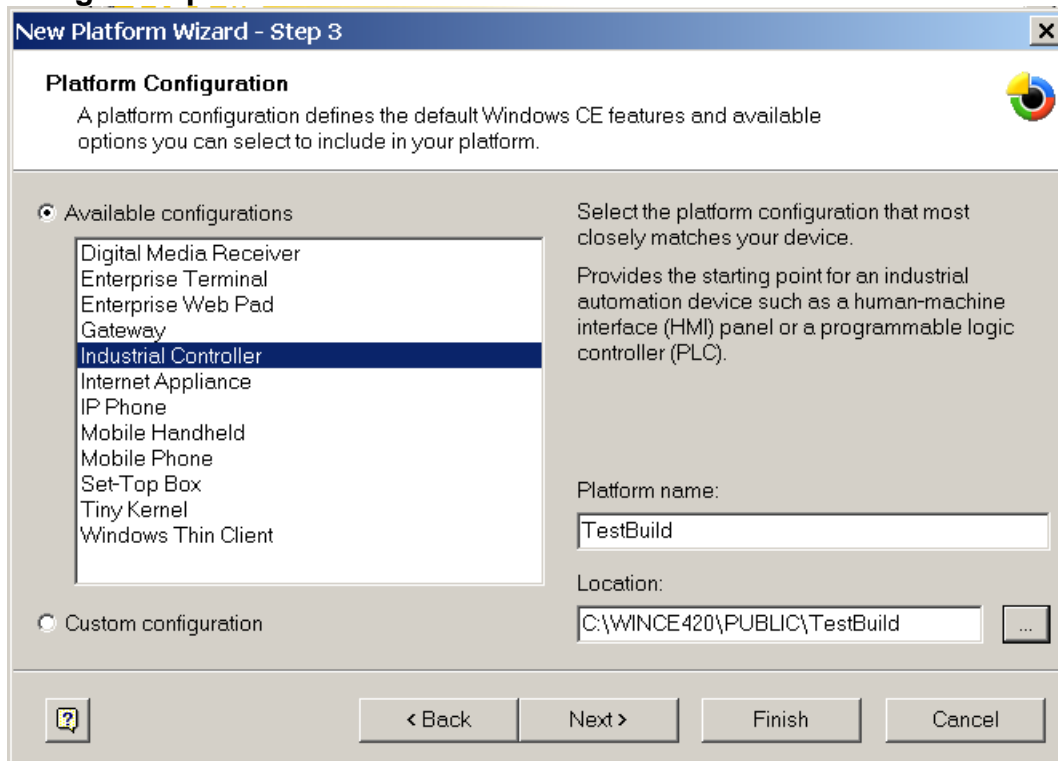 New Platform Wizard - Step 3
Platform Configuration
A platform configuration defines the default Windows CE features and available
options you can select to include in your platform.
Available configurations
Digital Media Receiver
Enterprise Terminal
Enterprise Web Pad
Gateway
Industrial Controller
Internet Appliance
IP Phone
Mobile Handheld
Mobile Phone
Set-Top Box
Tiny Kernel
Windows Thin Client
Custom configuration
Select the platform configuration that most
closely matches your device.
Provides the starting point for an industrial
automation device such as a human-machine
interface (HMI) panel or a programmable logic
controller (PLC).
Platform name:
TestBuild
Location:
C:\WINCE420\PUBLIC\TestBuild
...
?
< Back
Next >
Finish
Cancel